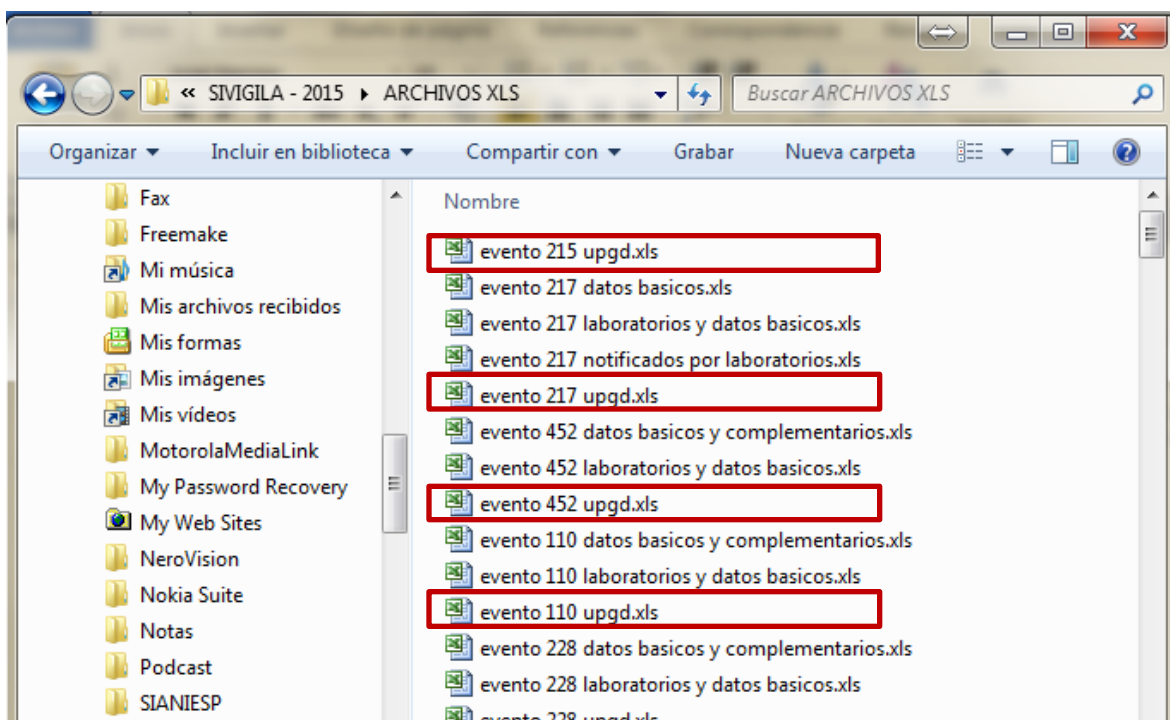 « SIVIGILA - 2015 ▸ ARCHIVOS XLS
Buscar ARCHIVOS XLS
Organizar
Incluir en biblioteca
Compartir con
Grabar
Nueva carpeta
Fax
Freemake
Mi música
Mis archivos recibidos
Mis formas
Mis imágenes
Mis vídeos
MotorolaMediaLink
My Password Recovery
My Web Sites
NeroVision
Nokia Suite
Notas
Podcast
SIANIESP
Nombre
evento 215 upgd.xls
evento 217 datos basicos.xls
evento 217 laboratorios y datos basicos.xls
evento 217 notificados por laboratorios.xls
evento 217 upgd.xls
evento 452 datos basicos y complementarios.xls
evento 452 laboratorios y datos basicos.xls
evento 452 upgd.xls
evento 110 datos basicos y complementarios.xls
evento 110 laboratorios y datos basicos.xls
evento 110 upgd.xls
evento 228 datos basicos y complementarios.xls
evento 228 laboratorios y datos basicos.xls
evento 228 upgd.xls